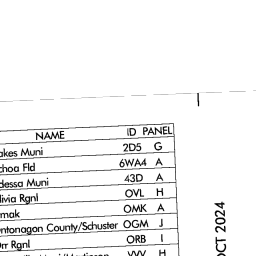 NAME ID PANEL
akes Muni 2D5 G
choa Fld 6WA4 A
dessa Muni 43D A
livia Rgnl OVL H
mak OMK A
ntonagon County/Schuster OGM J
rr Rgnl ORB I
VVV H
OCT 2024